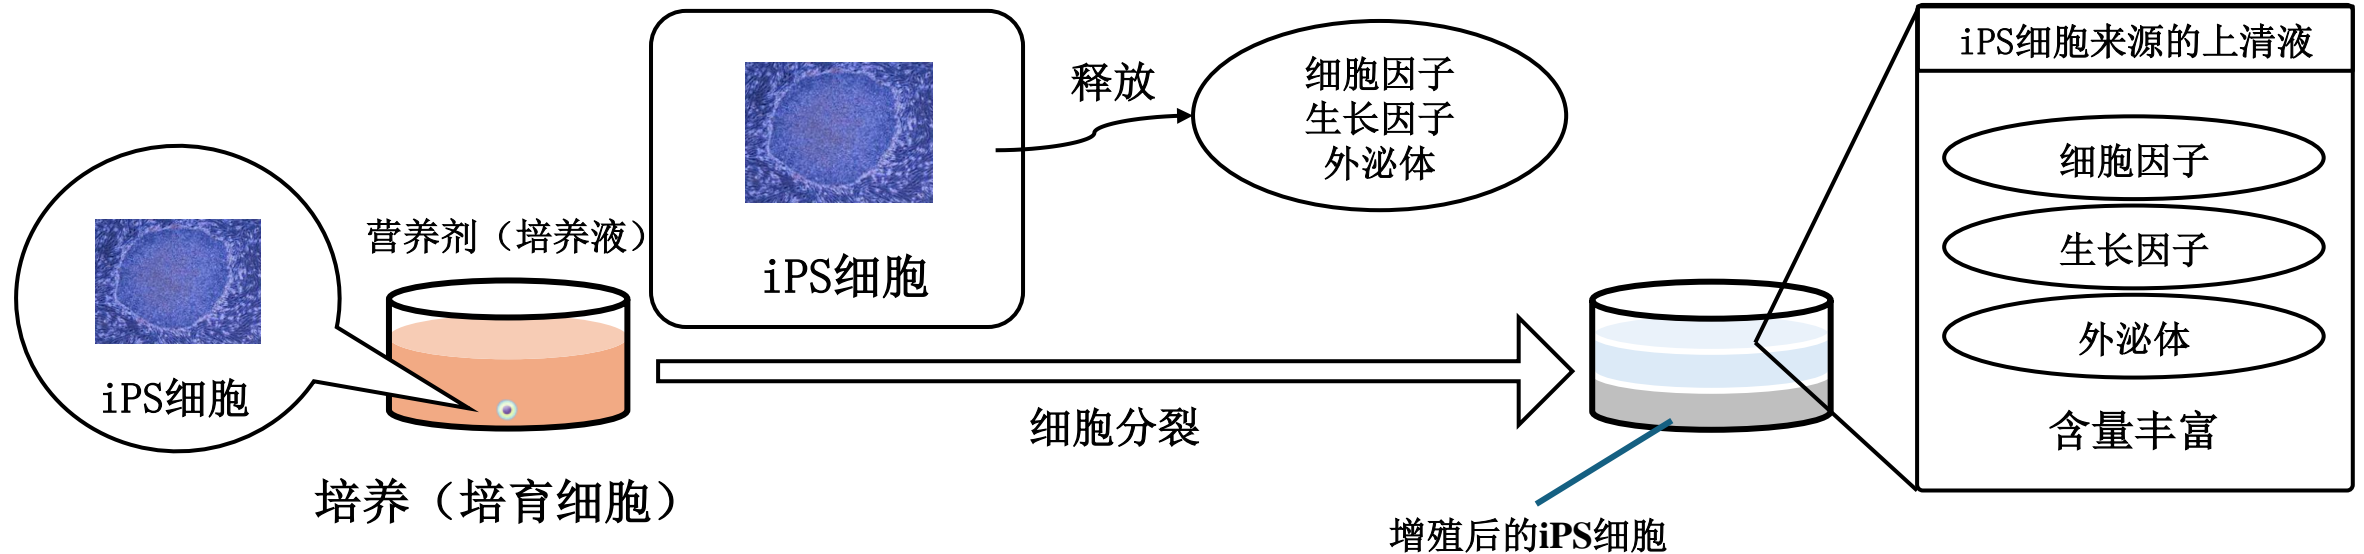 iPS细胞
营养剂（培养液）
培养（培育细胞）
iPS细胞
释放
细胞因子
生长因子
外泌体
细胞分裂
增殖后的iPS细胞
iPS细胞来源的上清液
细胞因子
生长因子
外泌体
含量丰富